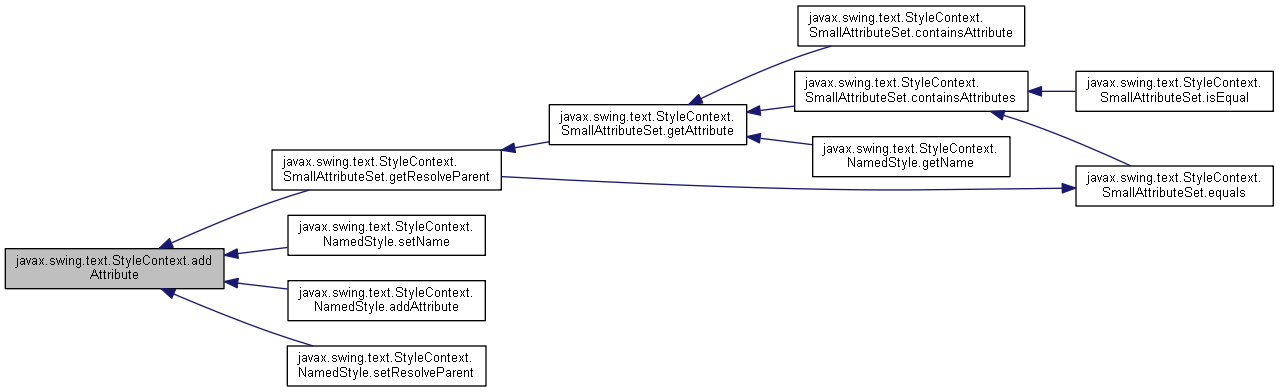 javax.swing.text.StyleContext.
SmallAttributeSet.containsAttribute
javax.swing.text.StyleContext.
SmallAttributeSet.containsAttributes
javax.swing.text.StyleContext.
SmallAttributeSet.isEqual
javax.swing.text.StyleContext.
SmallAttributeSet.getAttribute
javax.swing.text.StyleContext.
NamedStyle.getName
javax.swing.text.StyleContext.
SmallAttributeSet.getResolveParent
javax.swing.text.StyleContext.
SmallAttributeSet.equals
javax.swing.text.StyleContext.
NamedStyle.setName
javax.swing.text.StyleContext.add
Attribute
javax.swing.text.StyleContext.
NamedStyle.addAttribute
javax.swing.text.StyleContext.
NamedStyle.setResolveParent